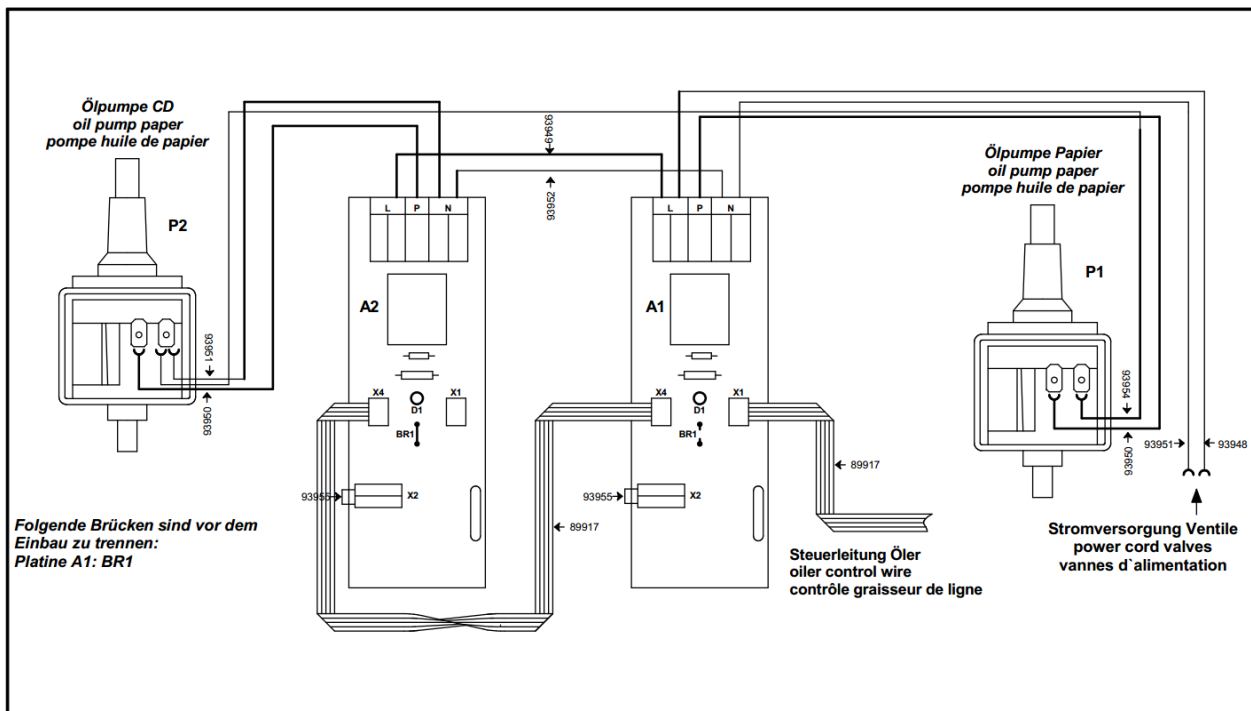 Ölpumpe CD
oil pump paper
pompe huile de papier
P2
93951
93950
93949
93952
L P N
A2
X4
X1
D1
BR1
93955
X2
89917
L P N
A1
X4
X1
D1
BR1
93955
X2
89917
Ölpumpe Papier
oil pump paper
pompe huile de papier
P1
93954
93950
93951
93948
Folgende Brücken sind vor dem
Einbau zu trennen:
Platine A1: BR1
Steuerleitung Öler
oiler control wire
contrôle graisseur de ligne
Stromversorgung Ventile
power cord valves
vannes d`alimentation